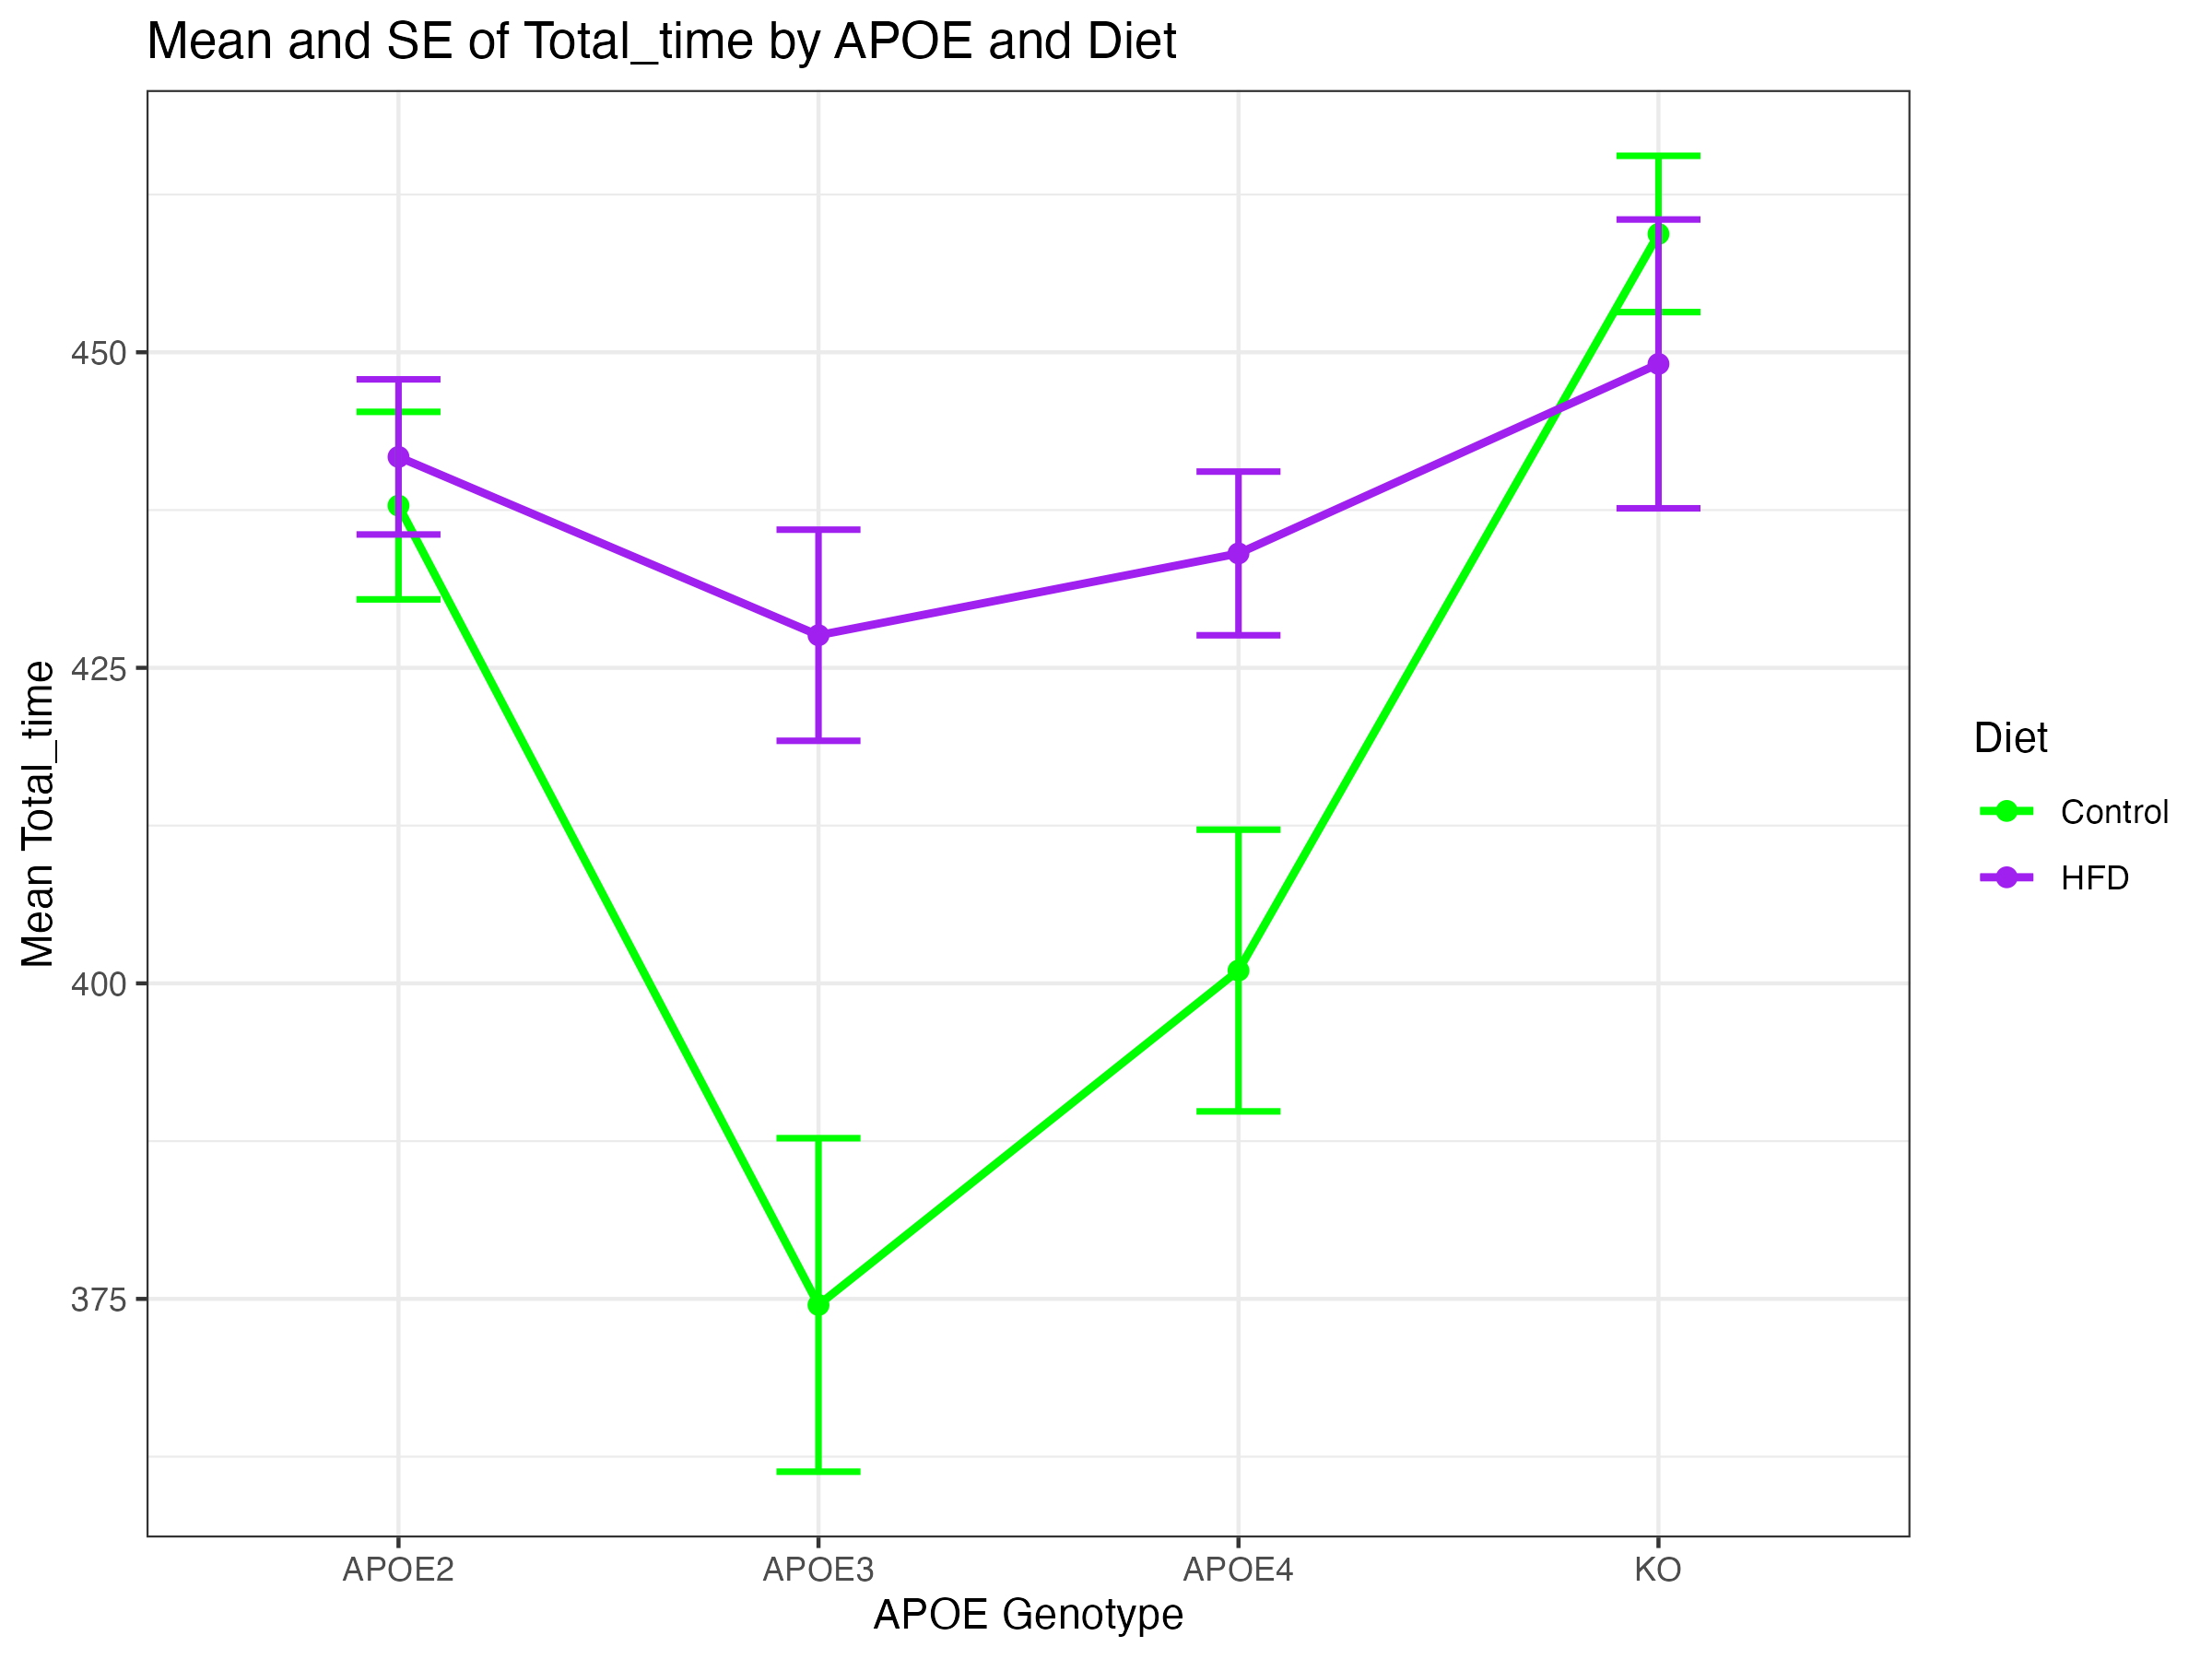 Mean and SE of Total_time by APOE and Diet
Mean Total_time
450
425
400
375
APOE2
APOE3
APOE4
KO
APOE Genotype
Diet
Control
HFD